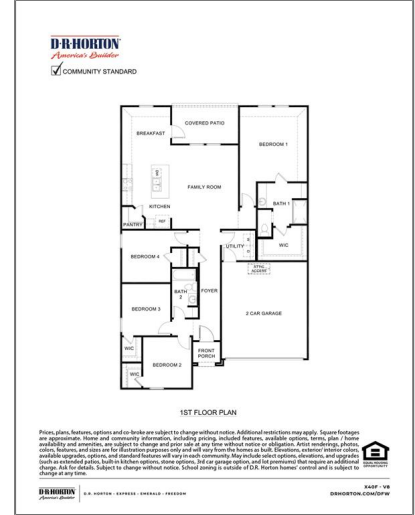 D·R·HORTON
America's Builder
COMMUNITY STANDARD
COVERED PATIO
BREAKFAST
BEDROOM 1
FAMILY ROOM
KITCHEN
BATH 1
PANTRY
REF
UTILITY
WIC
BEDROOM 4
ATTIC
ACCESS
BATH
2
FOYER
BEDROOM 3
2 CAR GARAGE
WIC
FRONT
PORCH
BEDROOM 2
WIC
1ST FLOOR PLAN
Prices, plans, features, options and co-broke are subject to change without notice. Additional restrictions may apply. Square footages
are approximate. Home and community information, including pricing, included features, available options, terms, plan / home
availability and amenities, are subject to change and prior sale at any time without notice or obligation. Artist renderings, photos,
colors, features, and sizes are for illustration purposes only and will vary from the homes as built. Elevations, exterior/ interior colors,
available upgrades, options, and standard features will vary in each community. May include select options, elevations, and upgrades
(such as extended patios, built-in kitchen options, stone options, 3rd car garage option, and lot premiums) that require an additional
charge. Ask for details. Subject to change without notice. School zoning is outside of D.R. Horton homes' control and is subject to
change at any time.
EQUAL HOUSING
OPPORTUNITY
D·R·HORTON
America's Builder
D.R. HORTON · EXPRESS · EMERALD · FREEDOM
X40F - V8
DRHORTON.COM/DFW